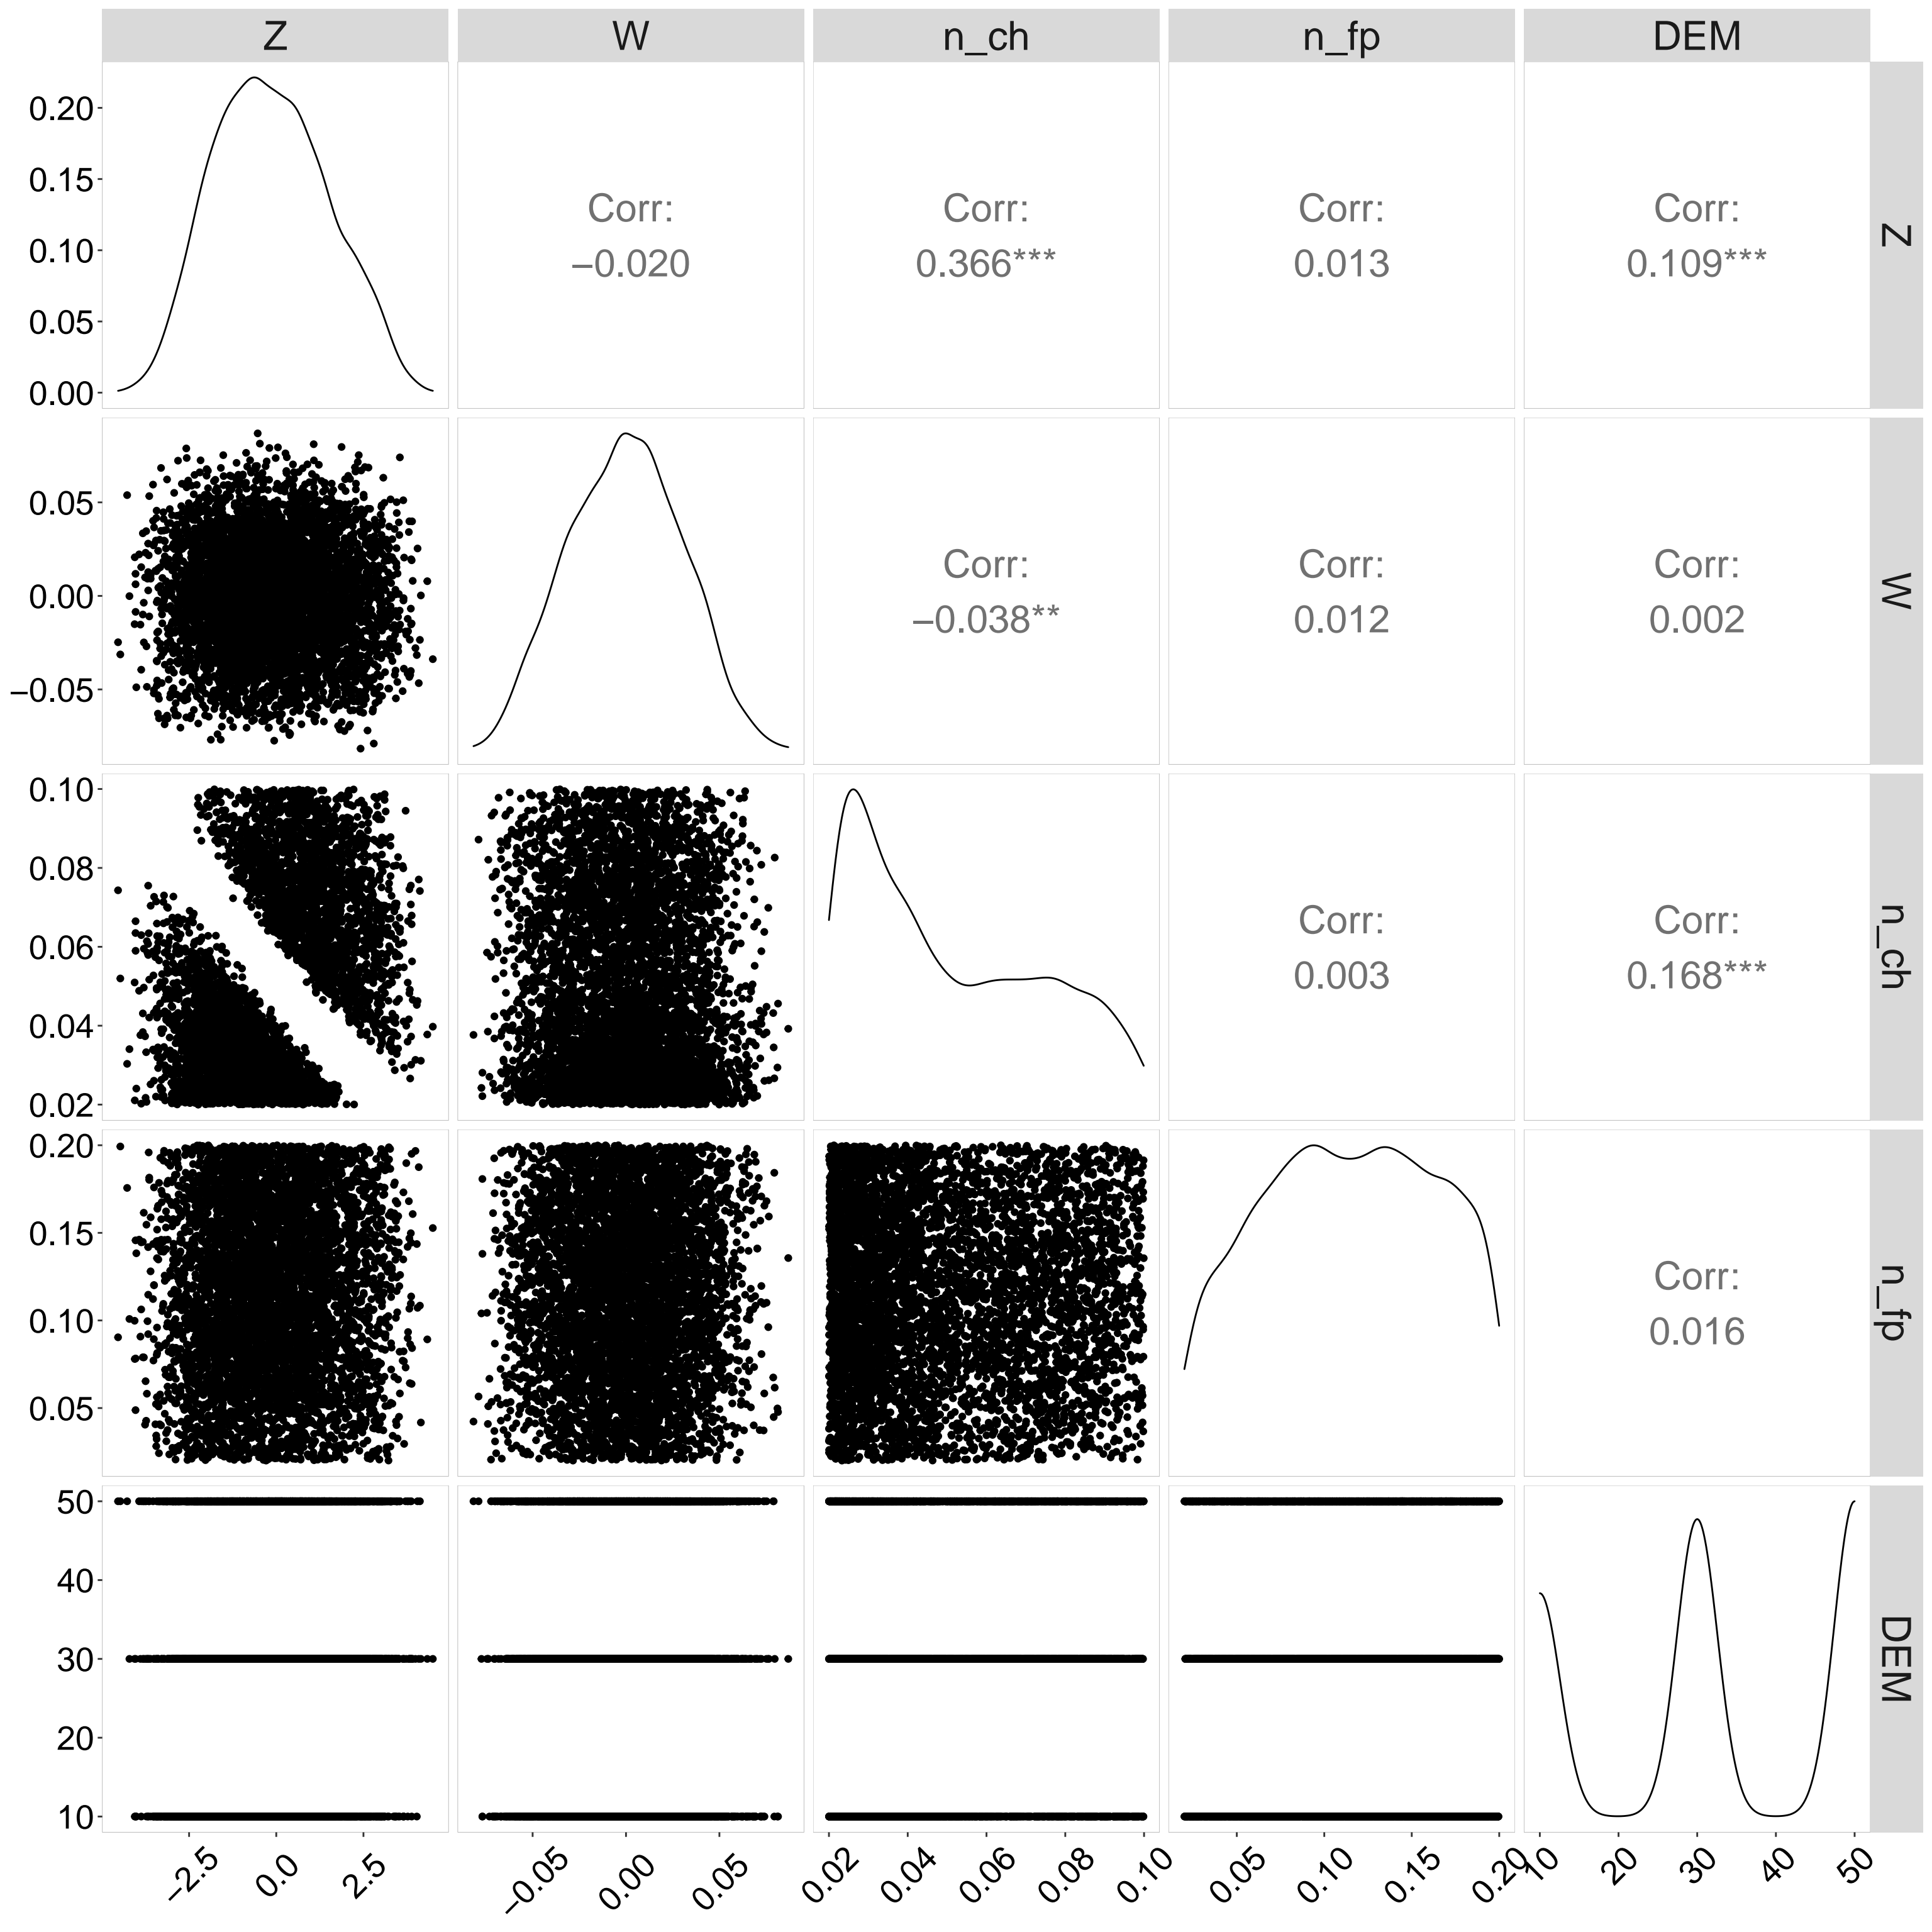 Z W n_ch n_fp DEM
0.20
0.15
0.10
0.05
0.00
Corr:
−0.020
Corr:
0.366***
Corr:
0.013
Corr:
0.109***
Z
0.05
0.00
−0.05
Corr:
−0.038**
Corr:
0.012
Corr:
0.002
W
0.10
0.08
0.06
0.04
0.02
Corr:
0.003
Corr:
0.168***
n_ch
0.20
0.15
0.10
0.05
Corr:
0.016
n_fp
50
40
30
20
10
DEM
−2.5 0.0 2.5 −0.05 0.00 0.05 0.02 0.04 0.06 0.08 0.10 0.05 0.10 0.15 0.20 10 20 30 40 50